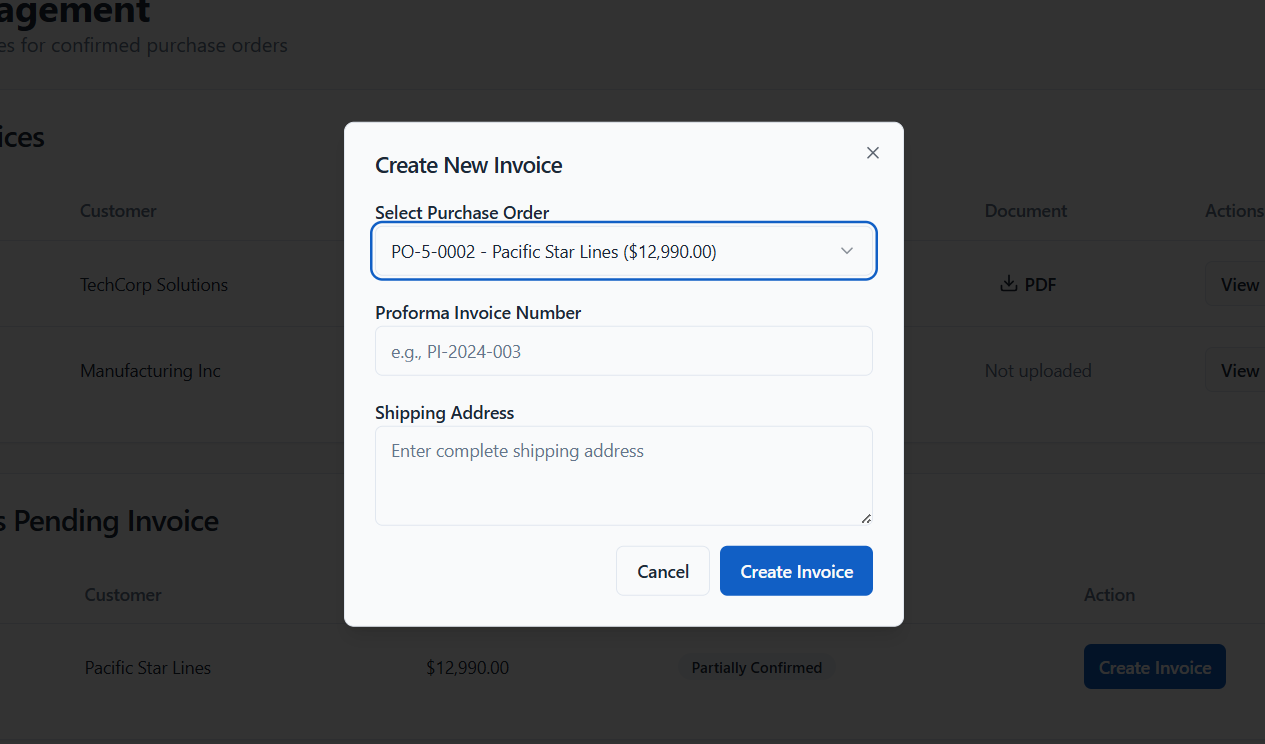 agement
es for confirmed purchase orders
ices
Customer
Document
Actions
TechCorp Solutions
PDF
View
Manufacturing Inc
Not uploaded
View
Create New Invoice
Select Purchase Order
PO-5-0002 - Pacific Star Lines ($12,990.00)
Proforma Invoice Number
e.g., PI-2024-003
Shipping Address
Enter complete shipping address
Cancel
Create Invoice
s Pending Invoice
Customer
Action
Pacific Star Lines
$12,990.00
Partially Confirmed
Create Invoice